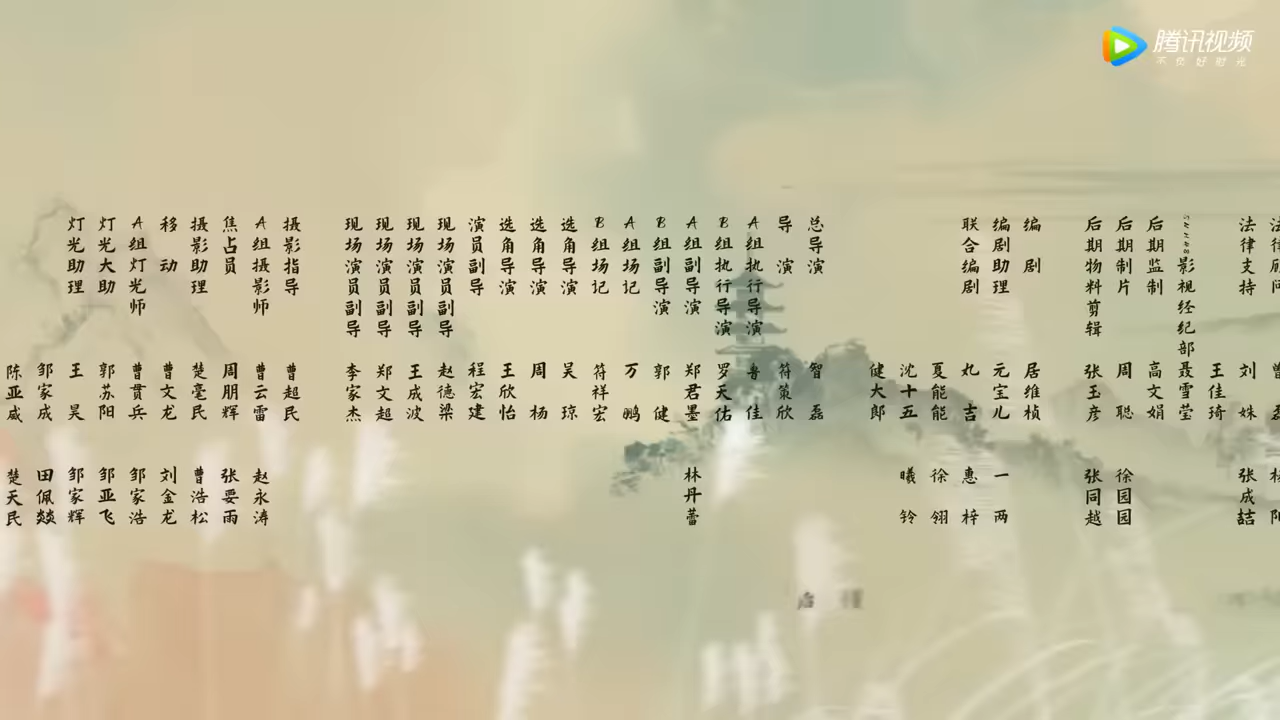 腾讯视频
不负好时光
法律支持 刘姝 张成喆
王佳琦
影视经纪部 聂雪莹
后期监制 高文娟
后期制片 周聪 徐园园
后期物料剪辑 张玉彦 张同越
编剧 居维桢
编剧助理 元宝儿 一两
联合编剧 吉 惠梓
夏能能 徐翎
沈十五 曦铃
健大郎
总导演 智磊
导演 符策欣
A组执行导演 鲁佳
B组执行导演 罗天佑
A组副导演 郑君墨 林丹蕾
B组副导演 郭健
A组场记 万鹏
B组场记 符祥宏
选角导演 吴琼
选角导演 周杨
选角导演 王欣怡
演员副导 程宏建
现场演员副导 赵德梁
现场演员副导 王成波
现场演员副导 郑文超
现场演员副导 李家杰
摄影指导 曹超民
A组摄影师 曹云雷 赵永涛
焦点员 周朋辉 张要雨
摄影助理 楚毫民 曹浩松
移动 曹文龙 刘金龙
A组灯光师 曹贯兵 邹家浩
灯光大助 郭苏阳 邹亚飞
灯光助理 王昊 邹家辉
邹家成 田佩燚
陈亚威 楚天民